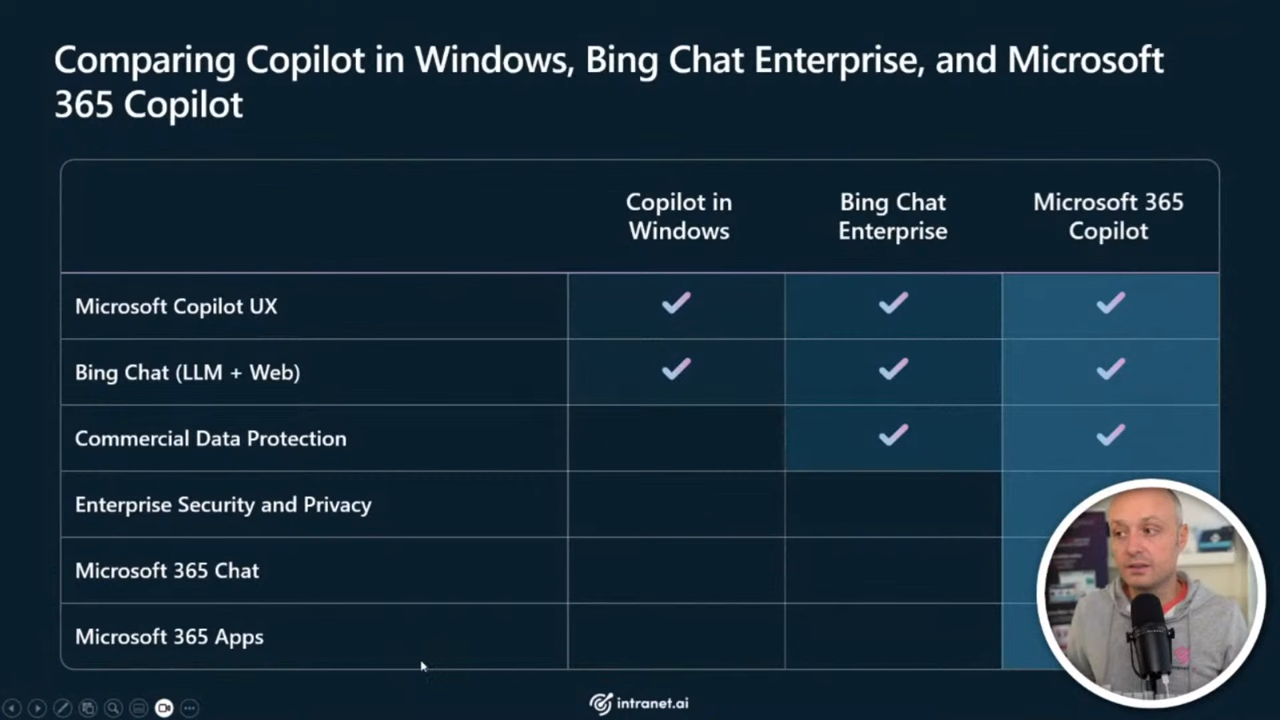 Comparing Copilot in Windows, Bing Chat Enterprise, and Microsoft
365 Copilot
Copilot in
Windows
Bing Chat
Enterprise
Microsoft 365
Copilot
Microsoft Copilot UX
Bing Chat (LLM + Web)
Commercial Data Protection
Enterprise Security and Privacy
Microsoft 365 Chat
Microsoft 365 Apps
intranet.ai